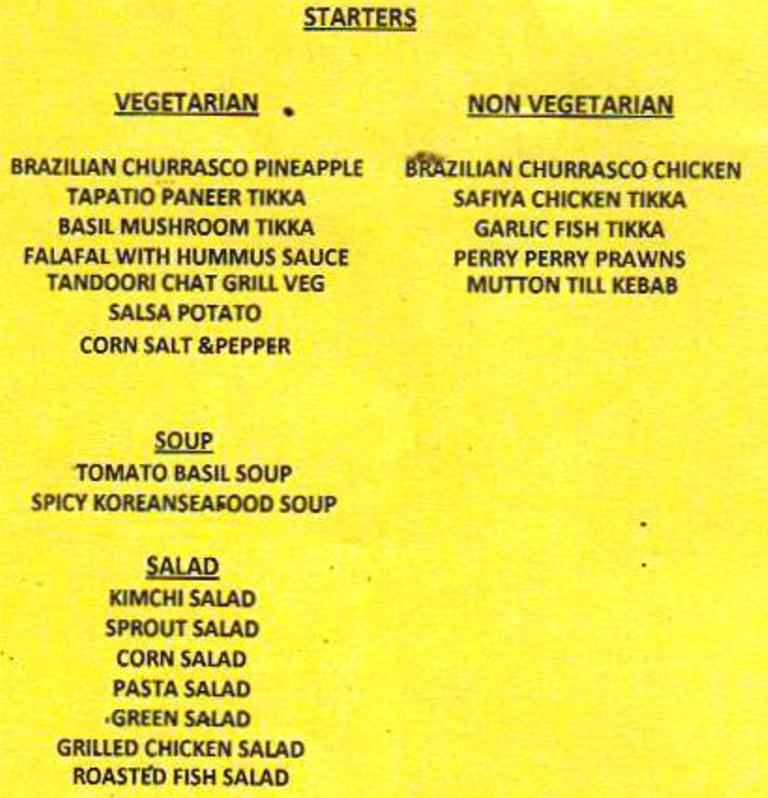 STARTERS
VEGETARIAN
BRAZILIAN CHURRASCO PINEAPPLE
TAPATIO PANEER TIKKA
BASIL MUSHROOM TIKKA
FALAFAL WITH HUMMUS SAUCE
TANDOORI CHAT GRILL VEG
SALSA POTATO
CORN SALT &PEPPER
NON VEGETARIAN
BRAZILIAN CHURRASCO CHICKEN
SAFIYA CHICKEN TIKKA
GARLIC FISH TIKKA
PERRY PERRY PRAWNS
MUTTON TILL KEBAB
SOUP
TOMATO BASIL SOUP
SPICY KOREANSEAFOOD SOUP
SALAD
KIMCHI SALAD
SPROUT SALAD
CORN SALAD
PASTA SALAD
GREEN SALAD
GRILLED CHICKEN SALAD
ROASTED FISH SALAD